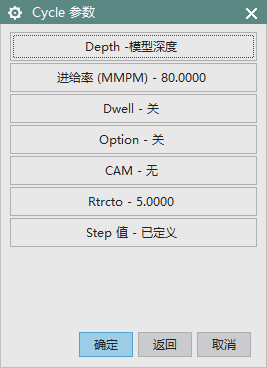 Cycle 参数
Depth -模型深度
进给率 (MMPM) - 80.0000
Dwell - 关
Option - 关
CAM - 无
Rtrcto - 5.0000
Step 值 - 已定义
确定 返回 取消